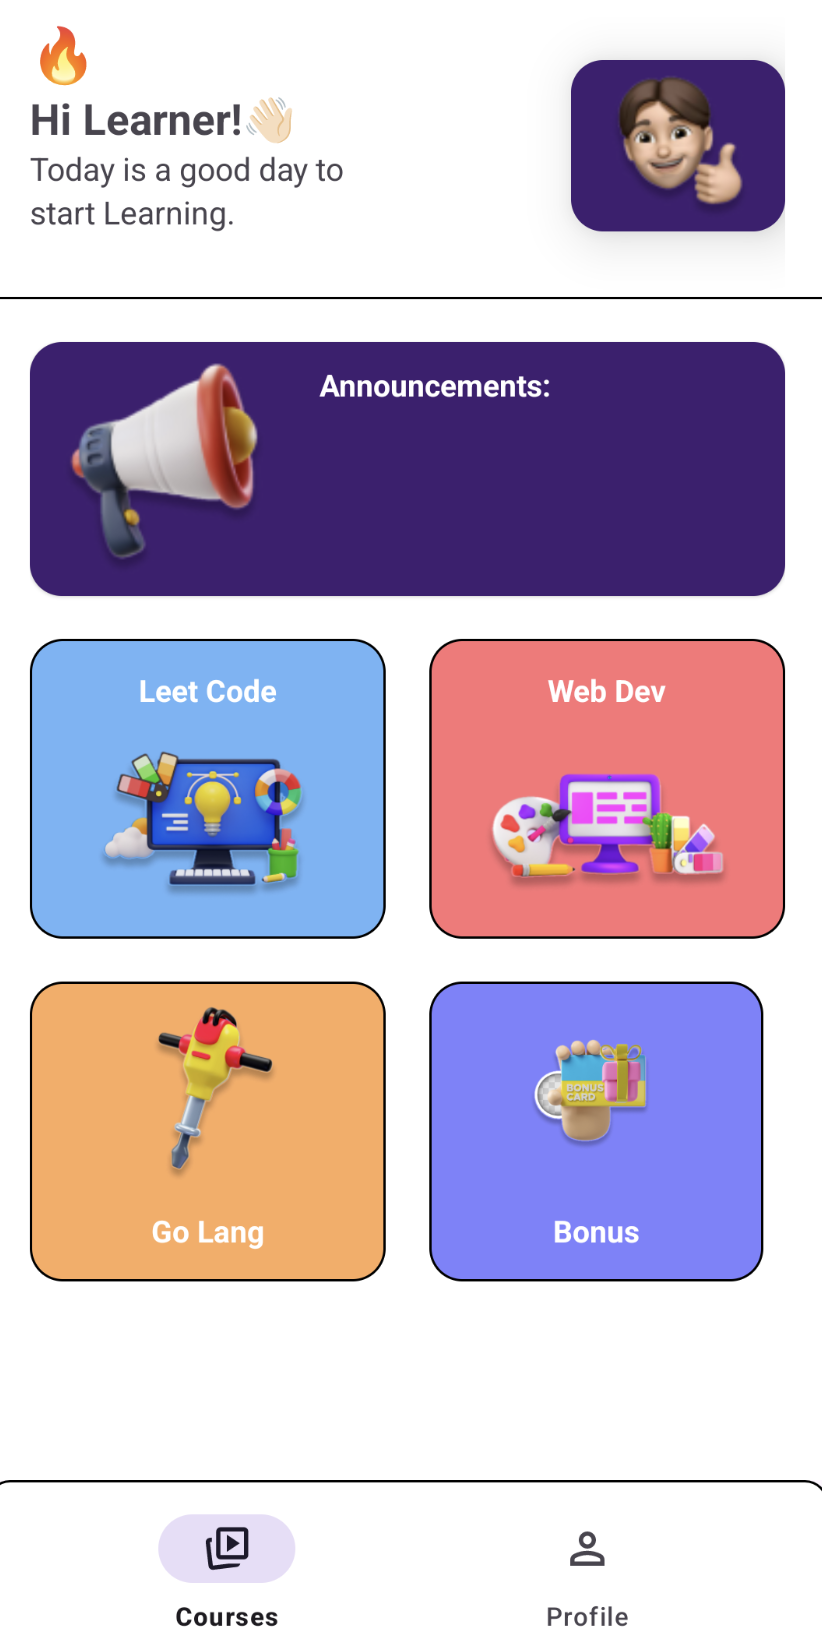 Hi Learner!👋🏻
Today is a good day to
start Learning.
Announcements:
Leet Code
Web Dev
BONUS
CARD
Go Lang
Bonus
Courses
Profile